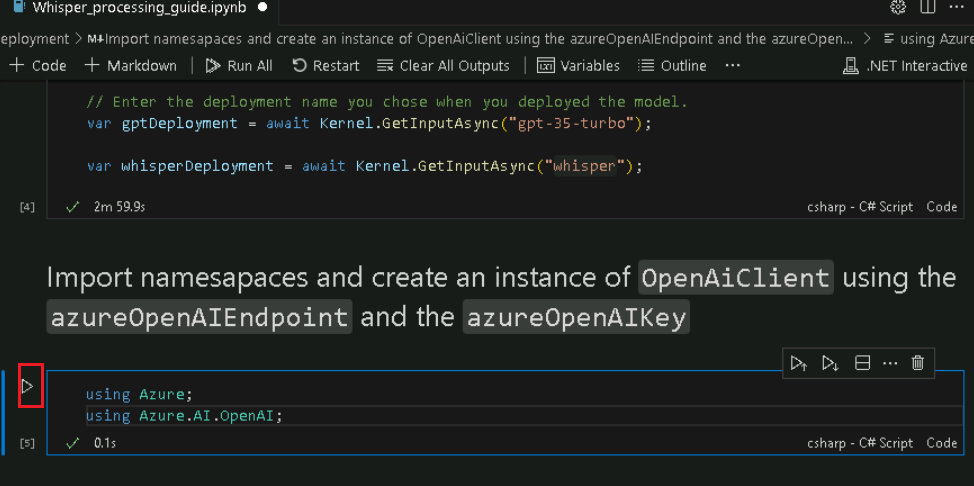 Whisper_processing_guide.ipynb
eployment > M↓Import namesapaces and create an instance of OpenAiClient using the azureOpenAIEndpoint and the azureOpen... > using Azure
+ Code + Markdown | Run All Restart Clear All Outputs | Variables Outline ... .NET Interactive
// Enter the deployment name you chose when you deployed the model.
var gptDeployment = await Kernel.GetInputAsync("gpt-35-turbo");
var whisperDeployment = await Kernel.GetInputAsync("whisper");
[4] ✓ 2m 59.9s csharp - C# Script Code
Import namesapaces and create an instance of OpenAiClient using the
azureOpenAIEndpoint and the azureOpenAIKey
using Azure;
using Azure.AI.OpenAI;
[5] ✓ 0.1s csharp - C# Script Code